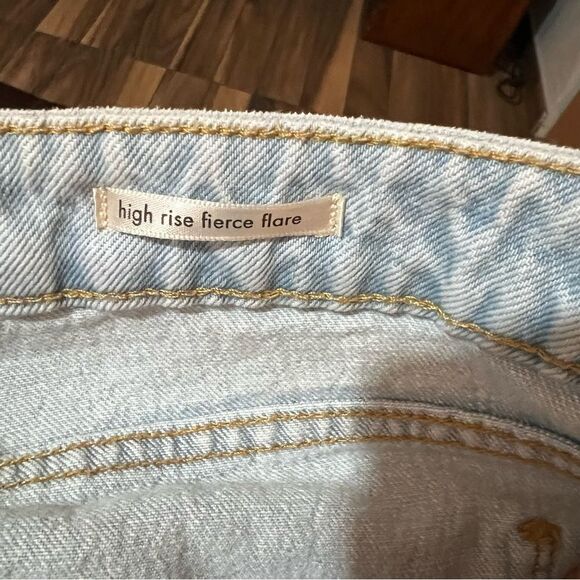 high rise fierce flare